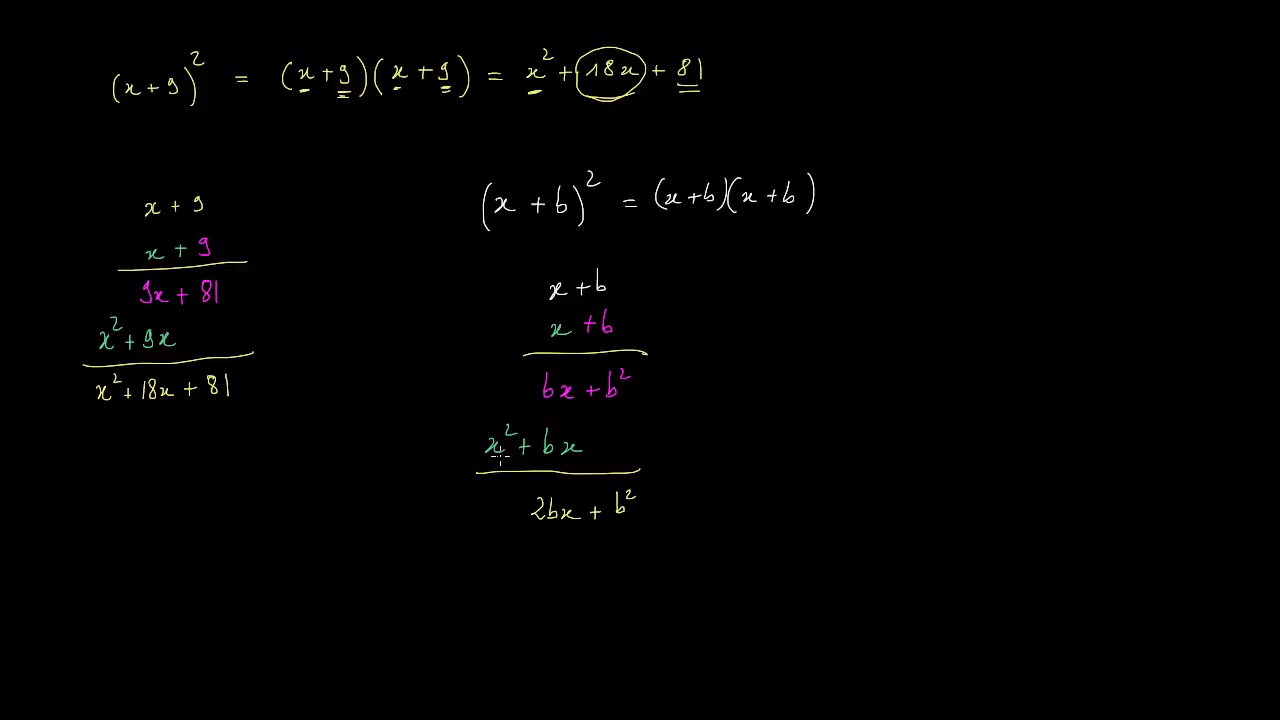 (x + 9)² = (x + 9)(x + 9) = x² + 18x + 81
x + 9
x + 9
9x + 81
x² + 9x
x² + 18x + 81
(x + b)² = (x + b)(x + b)
x + b
x + b
bx + b²
x² + bx
2bx + b²